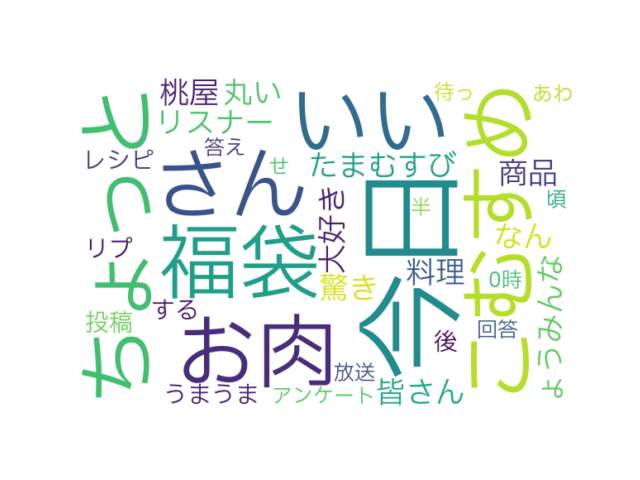 桃屋
丸い
いい
待っ
あわ
リスナー
答え
レシピ
せ
さん
たまむすび
商品
ちょっと
大好き
今日
半
こむすめ
頃
なん
リプ
福袋
驚き
料理
0時
ょうみんな
投稿
する
お肉
後
回答
放送
うまうま
アンケート
皆さん